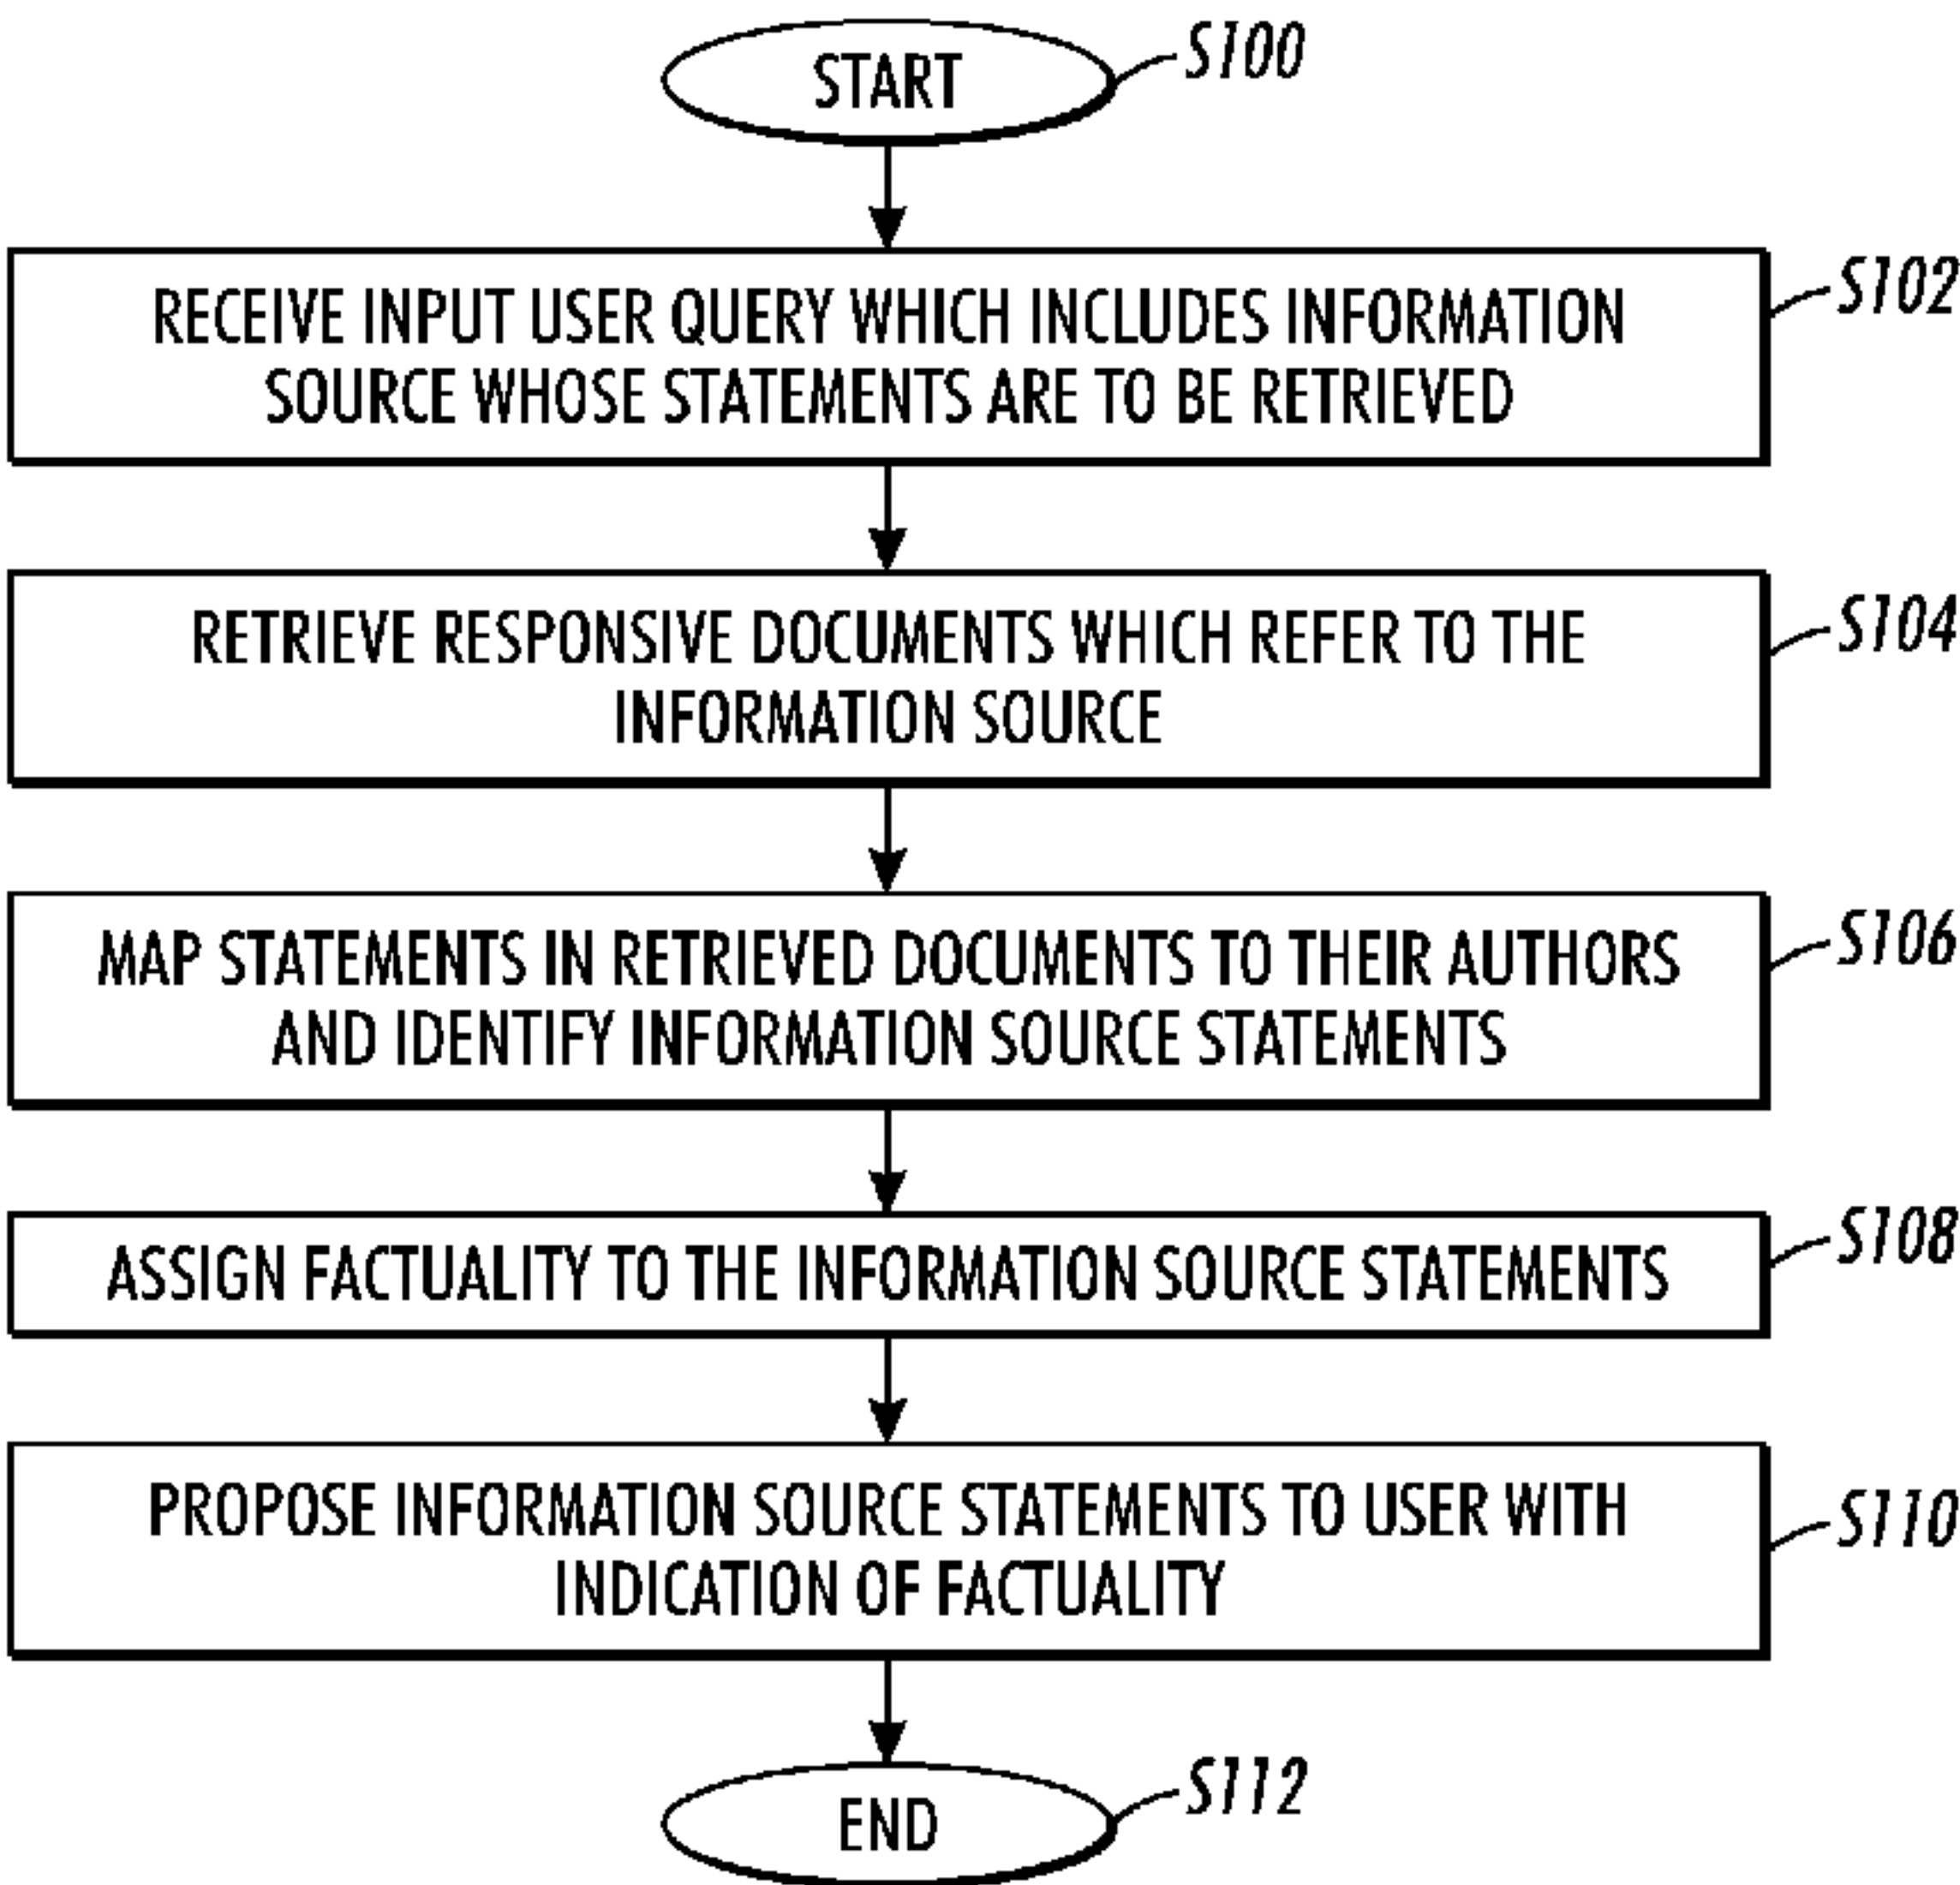 START
S100
RECEIVE INPUT USER QUERY WHICH INCLUDES INFORMATION
SOURCE WHOSE STATEMENTS ARE TO BE RETRIEVED
S102
RETRIEVE RESPONSIVE DOCUMENTS WHICH REFER TO THE
INFORMATION SOURCE
S104
MAP STATEMENTS IN RETRIEVED DOCUMENTS TO THEIR AUTHORS
AND IDENTIFY INFORMATION SOURCE STATEMENTS
S106
ASSIGN FACTUALITY TO THE INFORMATION SOURCE STATEMENTS
S108
PROPOSE INFORMATION SOURCE STATEMENTS TO USER WITH
INDICATION OF FACTUALITY
S110
END
S112